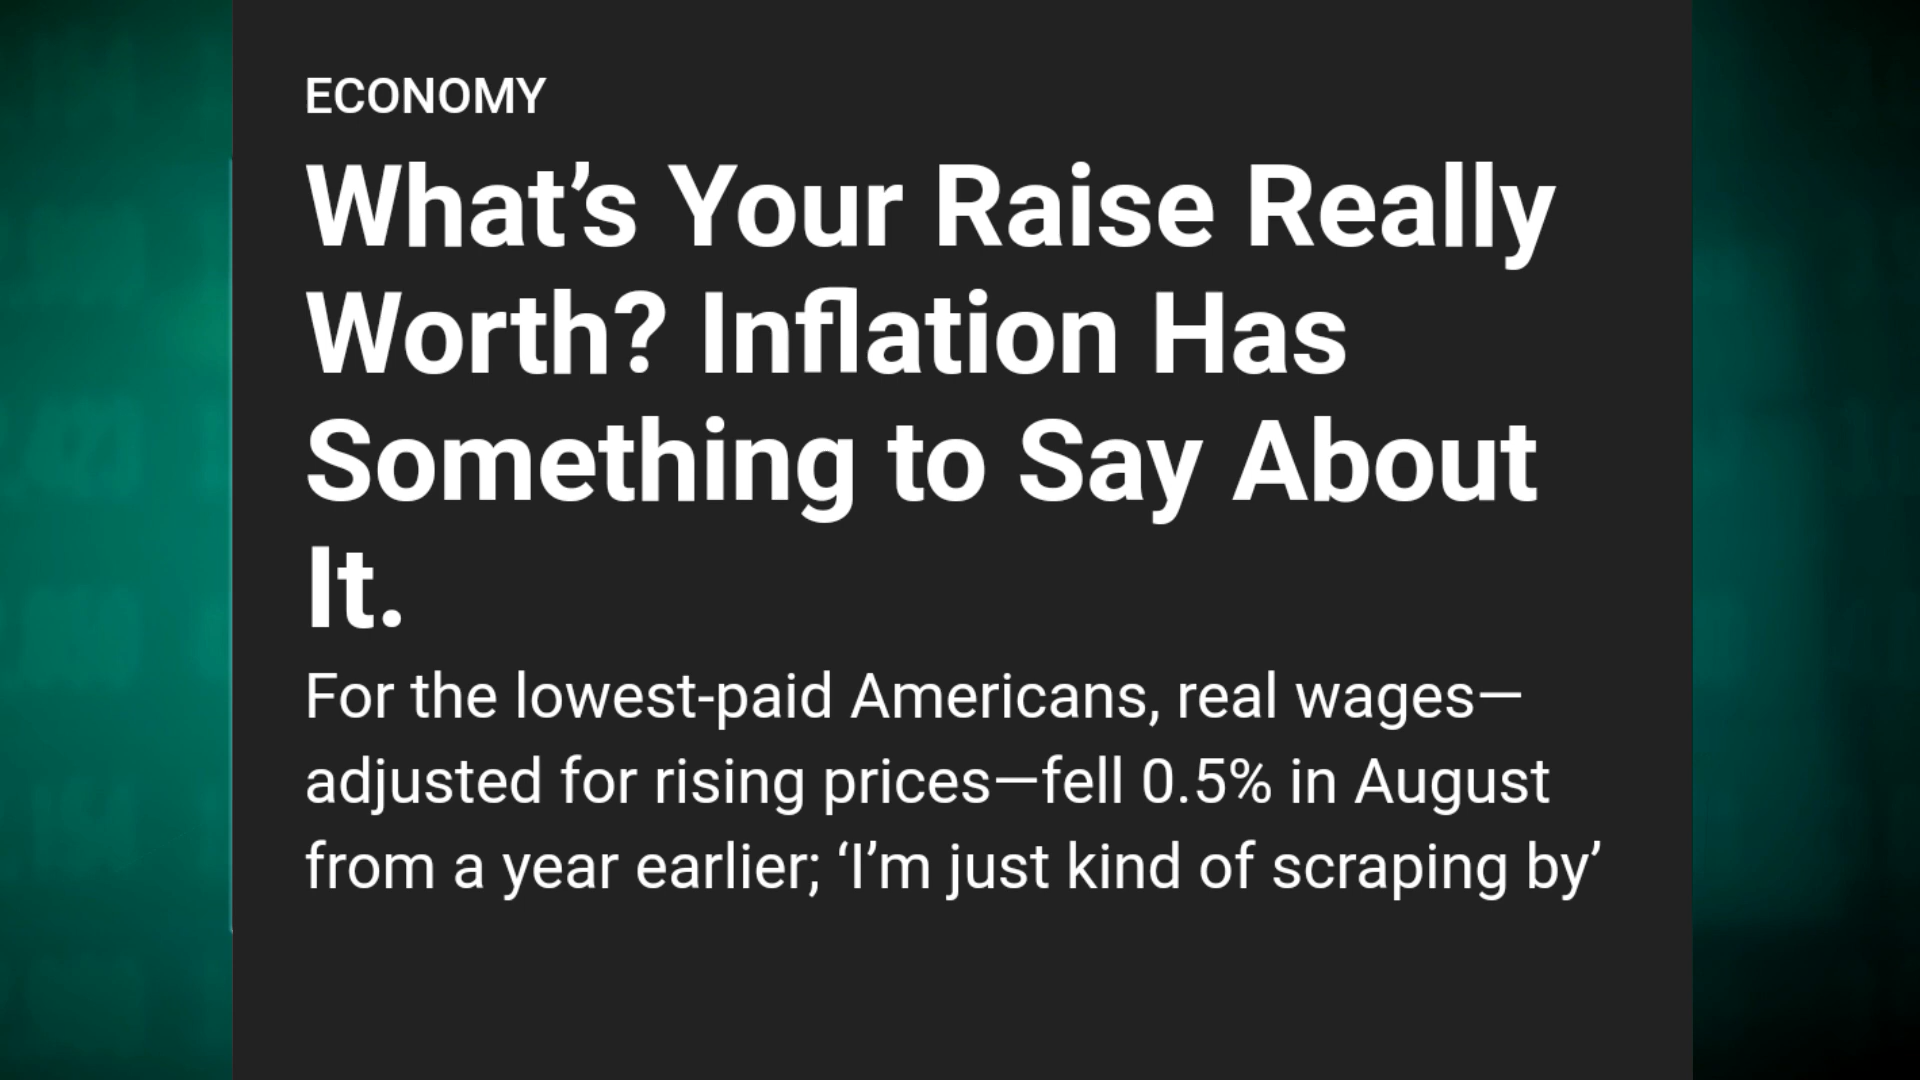 ECONOMY
What’s Your Raise Really
Worth? Inflation Has
Something to Say About
It.
For the lowest-paid Americans, real wages—
adjusted for rising prices—fell 0.5% in August
from a year earlier; ‘I’m just kind of scraping by’